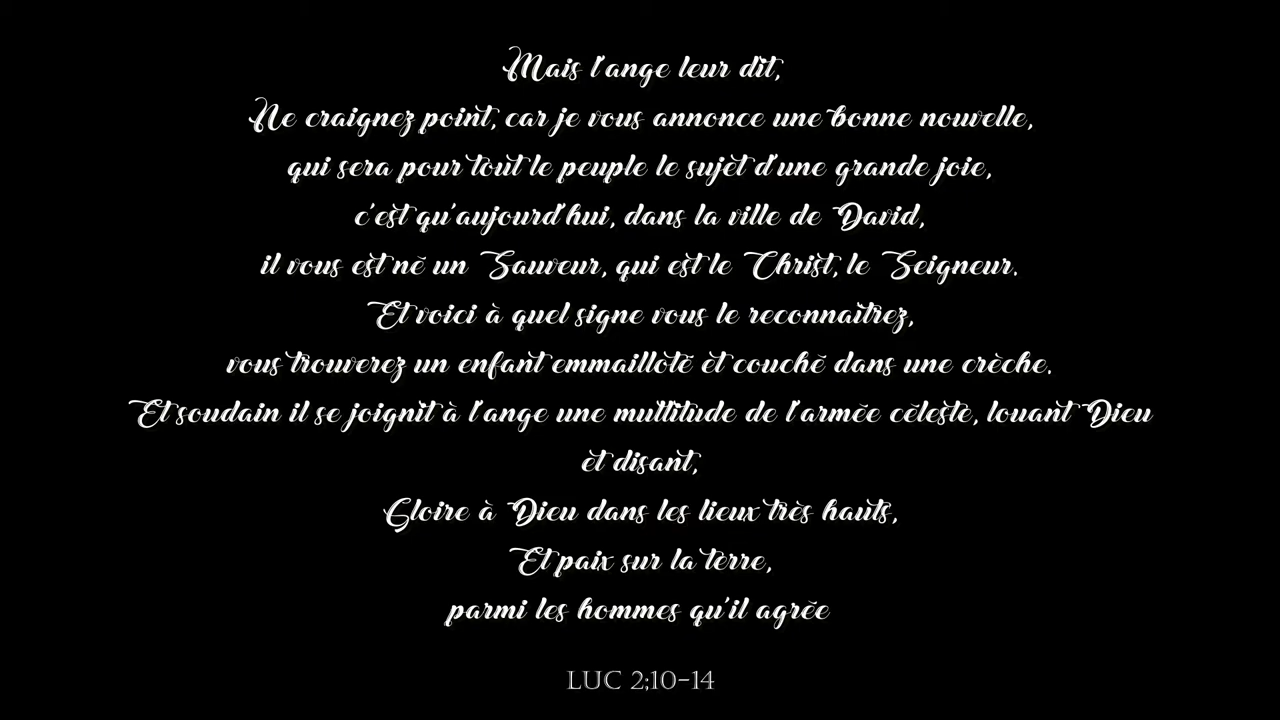 Mais l'ange leur dit,
Ne craignez point, car je vous annonce une bonne nouvelle,
qui sera pour tout le peuple le sujet d'une grande joie,
c'est qu'aujourd'hui, dans la ville de David,
il vous est né un Sauveur, qui est le Christ, le Seigneur.
Et voici à quel signe vous le reconnaîtrez,
vous trouverez un enfant emmailloté et couché dans une crèche.
Et soudain il se joignit à l'ange une multitude de l'armée céleste, louant Dieu
et disant,
Gloire à Dieu dans les lieux très hauts,
Et paix sur la terre,
parmi les hommes qu'il agrée
LUC 2;10-14